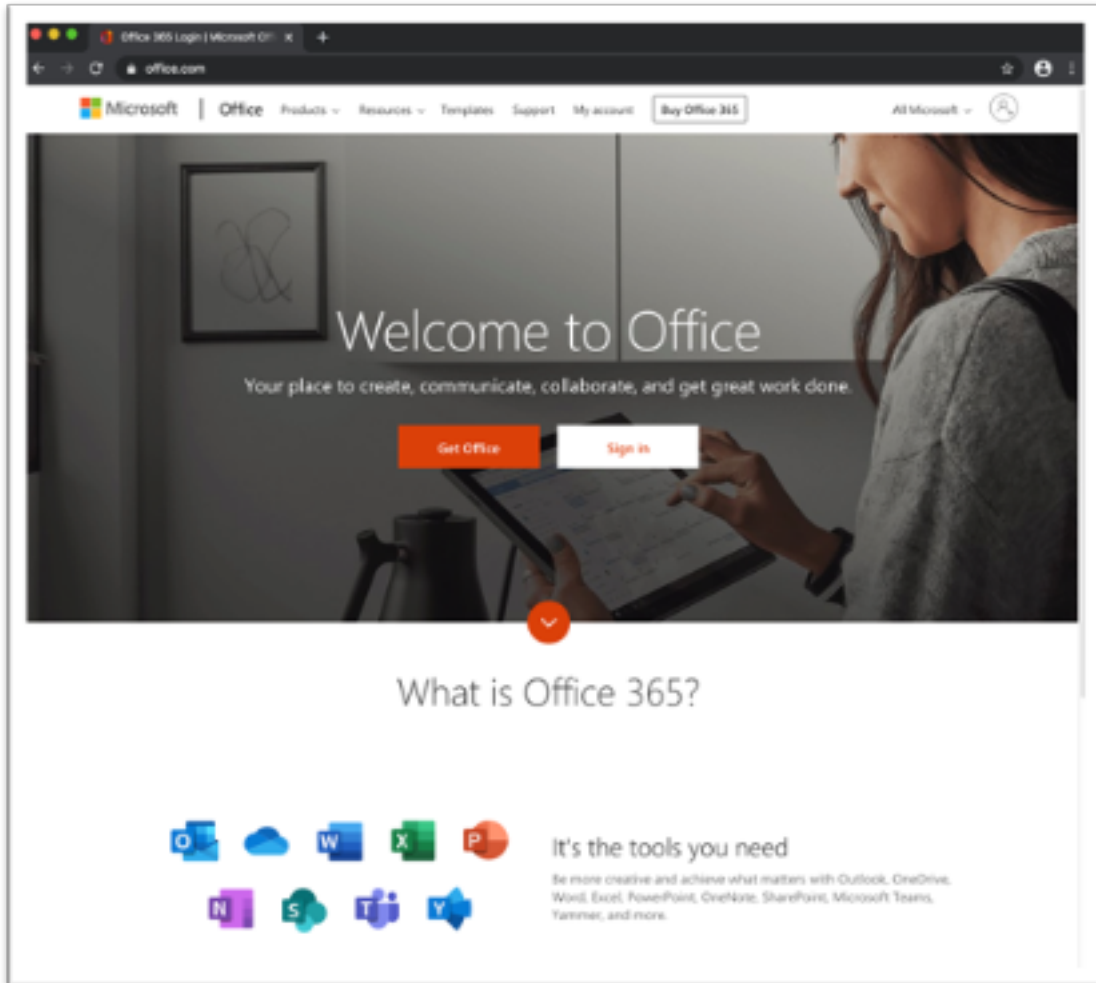 Office 365 Login | Microsoft Off
office.com
Microsoft | Office Products Resources Templates Support My account Buy Office 365 All Microsoft
Welcome to Office
Your place to create, communicate, collaborate, and get great work done.
Get Office Sign in
What is Office 365?
O W X P
N S T Y
It's the tools you need
Be more creative and achieve what matters with Outlook, OneDrive,
Word, Excel, PowerPoint, OneNote, SharePoint, Microsoft Teams,
Yammer, and more.